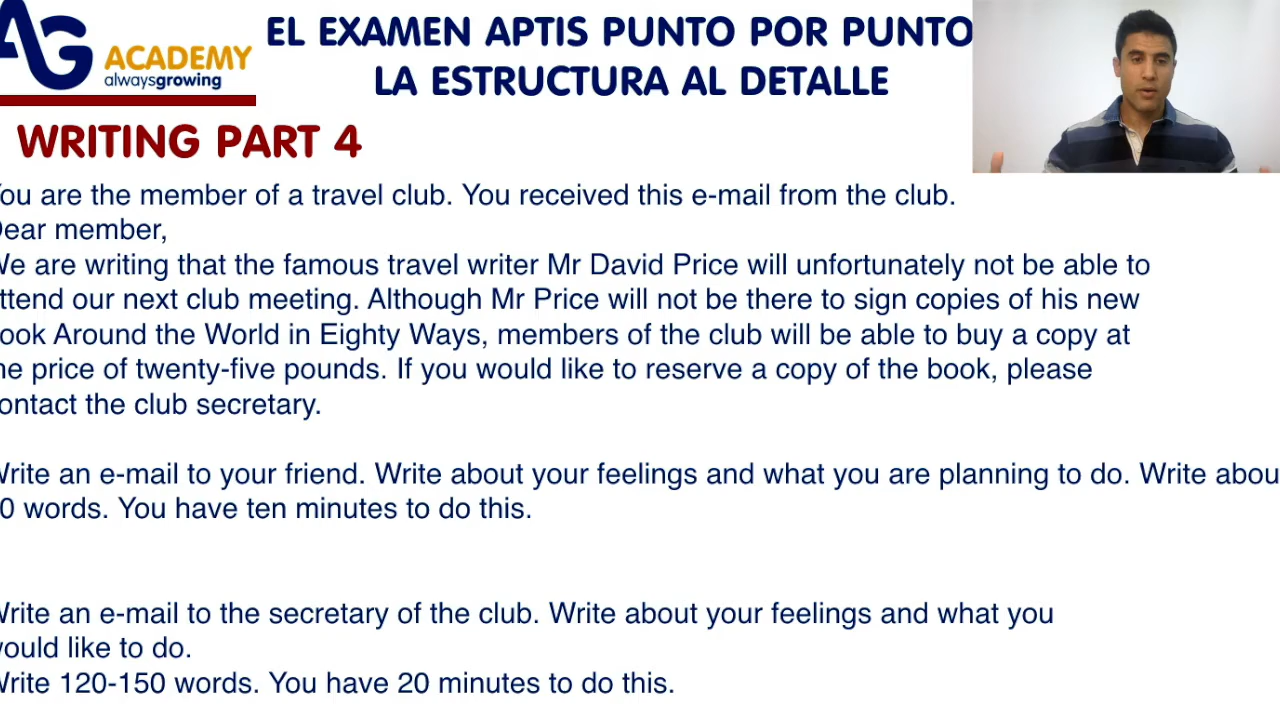 AG ACADEMY
alwaysgrowing
EL EXAMEN APTIS PUNTO POR PUNTO
LA ESTRUCTURA AL DETALLE
WRITING PART 4
ou are the member of a travel club. You received this e-mail from the club.
ear member,
e are writing that the famous travel writer Mr David Price will unfortunately not be able to
ttend our next club meeting. Although Mr Price will not be there to sign copies of his new
ook Around the World in Eighty Ways, members of the club will be able to buy a copy at
he price of twenty-five pounds. If you would like to reserve a copy of the book, please
ontact the club secretary.
rite an e-mail to your friend. Write about your feelings and what you are planning to do. Write abou
0 words. You have ten minutes to do this.
rite an e-mail to the secretary of the club. Write about your feelings and what you
ould like to do.
rite 120-150 words. You have 20 minutes to do this.